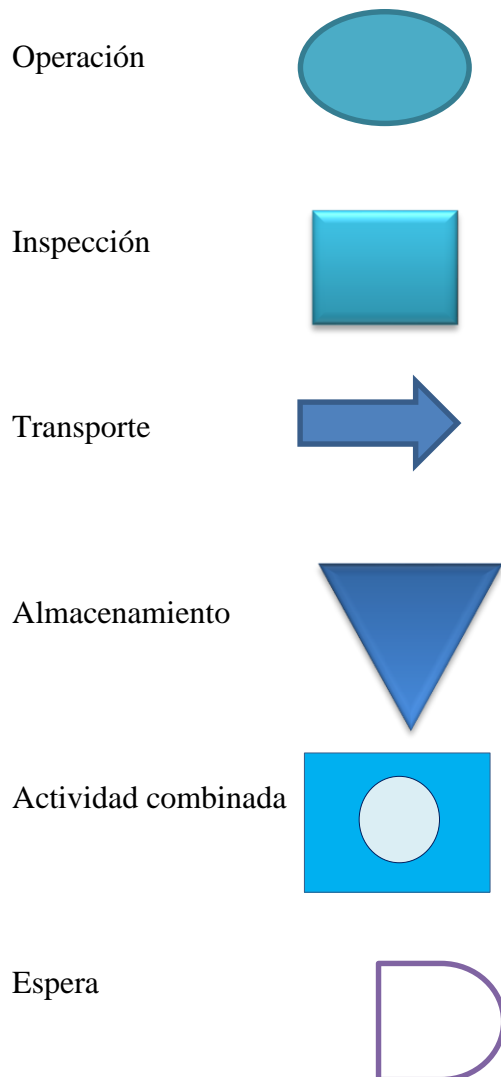 Operación
Inspección
Transporte
Almacenamiento
Actividad combinada
Espera